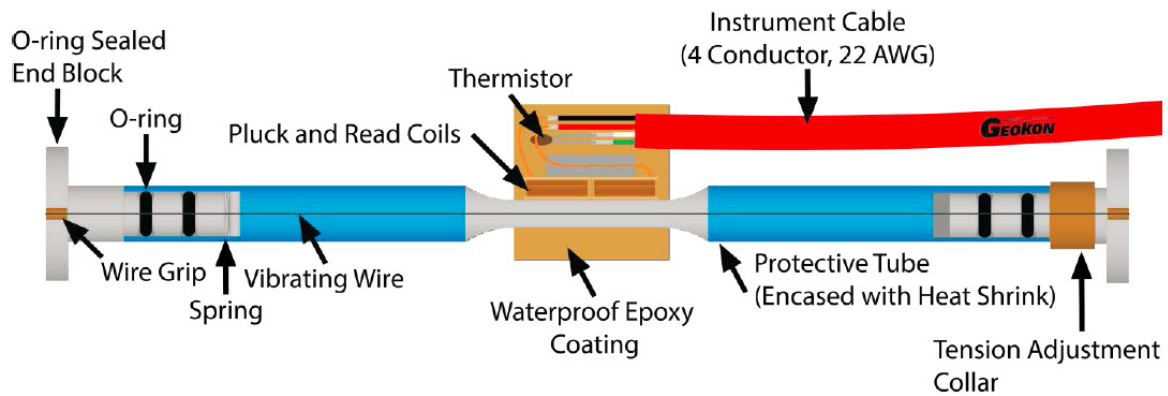 Instrument Cable
(4 Conductor, 22 AWG)
O-ring Sealed
End Block
Thermistor
O-ring
Pluck and Read Coils
GEOKON
Wire Grip
Vibrating Wire
Spring
Waterproof Epoxy
Coating
Protective Tube
(Encased with Heat Shrink)
Tension Adjustment
Collar